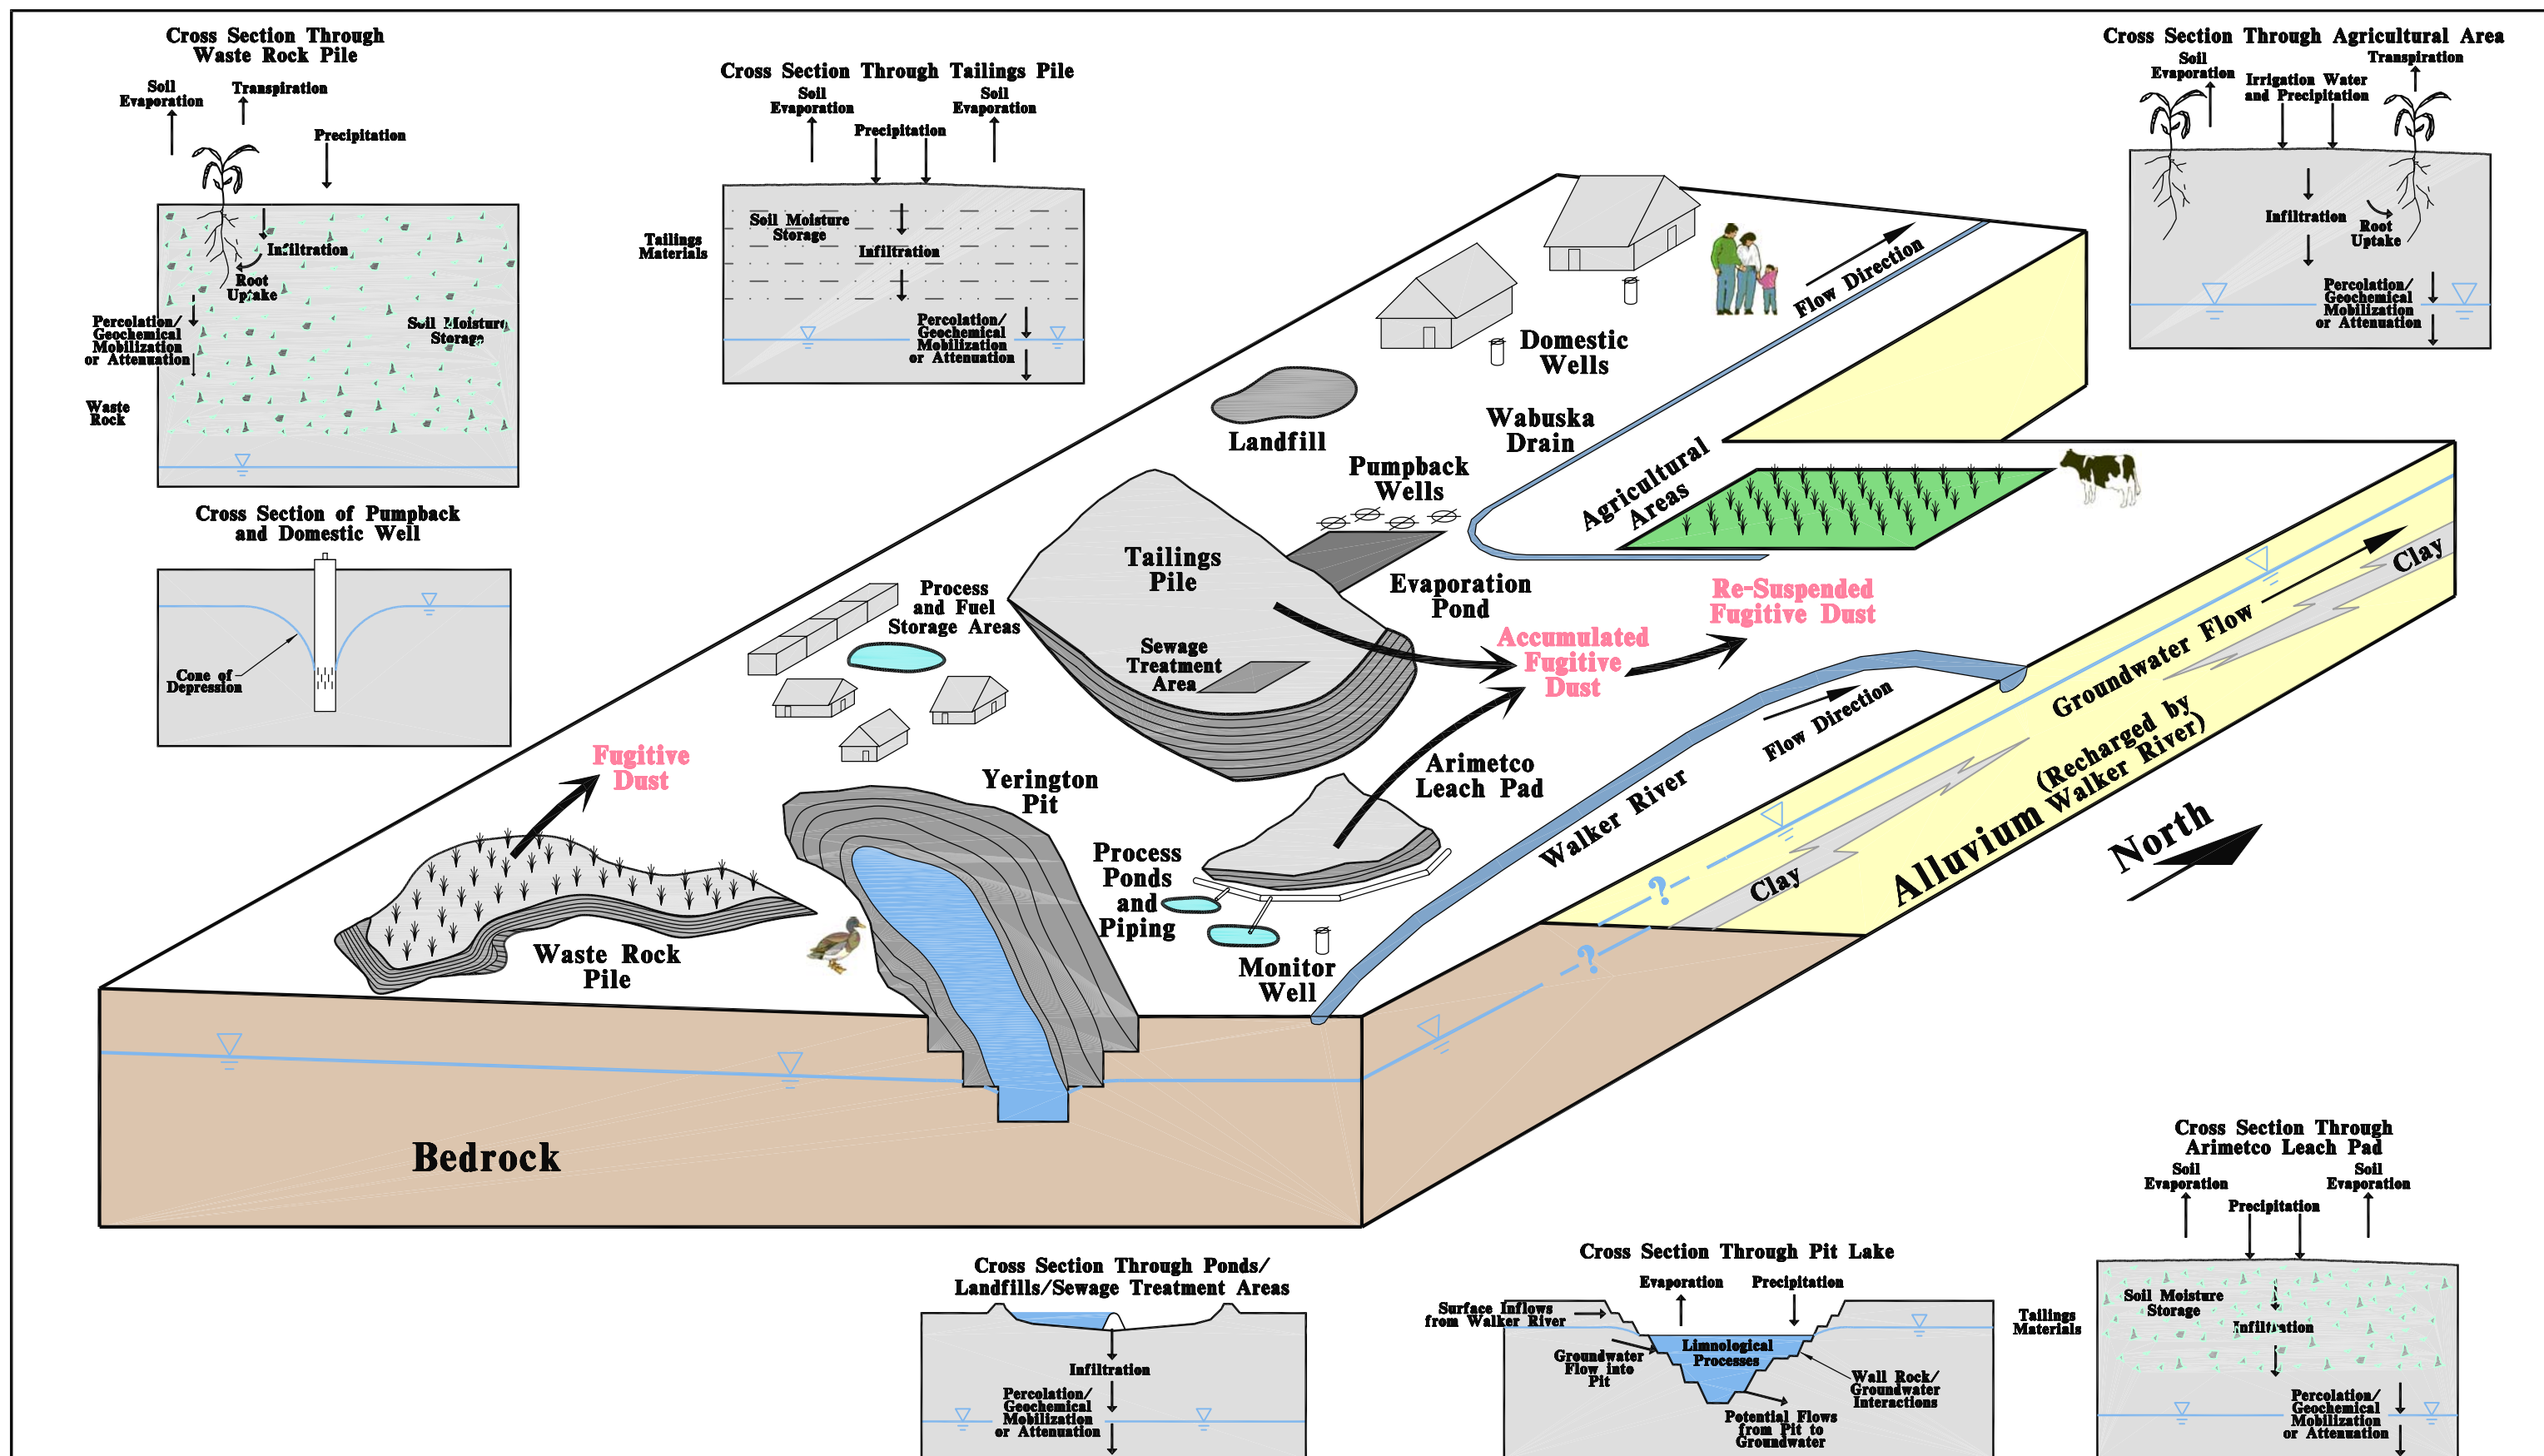 Cross Section Through
Waste Rock Pile
Soil
Evaporation
Transpiration
Precipitation
Infiltration
Root
Uptake
Percolation/
Geochemical
Mobilization
or Attenuation
Soil Moisture
Storage
Waste
Rock
Cross Section Through Tailings Pile
Soil
Evaporation
Soil
Evaporation
Precipitation
Tailings
Materials
Soil Moisture
Storage
Infiltration
Percolation/
Geochemical
Mobilization
or Attenuation
Cross Section Through Agricultural Area
Soil
Evaporation
Irrigation Water
and Precipitation
Transpiration
Infiltration
Root
Uptake
Percolation/
Geochemical
Mobilization
or Attenuation
Cross Section of Pumpback
and Domestic Well
Cone of
Depression
Flow Direction
Domestic
Wells
Landfill
Wabuska
Drain
Pumpback
Wells
Agricultural
Areas
Tailings
Pile
Evaporation
Pond
Process
and Fuel
Storage Areas
Sewage
Treatment
Area
Re-Suspended
Fugitive Dust
Accumulated
Fugitive
Dust
Fugitive
Dust
Yerington
Pit
Arimetco
Leach Pad
Walker River
Flow Direction
Process
Ponds
and
Piping
Monitor
Well
Waste Rock
Pile
Clay
Groundwater Flow
(Recharged by
Walker River)
Alluvium
Clay
?
?
North
Bedrock
Cross Section Through Ponds/
Landfills/Sewage Treatment Areas
Infiltration
Percolation/
Geochemical
Mobilization
or Attenuation
Cross Section Through Pit Lake
Evaporation
Precipitation
Surface Inflows
from Walker River
Limnological
Processes
Groundwater
Flow into
Pit
Wall Rock/
Groundwater
Interactions
Potential Flows
from Pit to
Groundwater
Cross Section Through
Arimetco Leach Pad
Soil
Evaporation
Soil
Evaporation
Precipitation
Tailings
Materials
Soil Moisture
Storage
Infiltration
Percolation/
Geochemical
Mobilization
or Attenuation